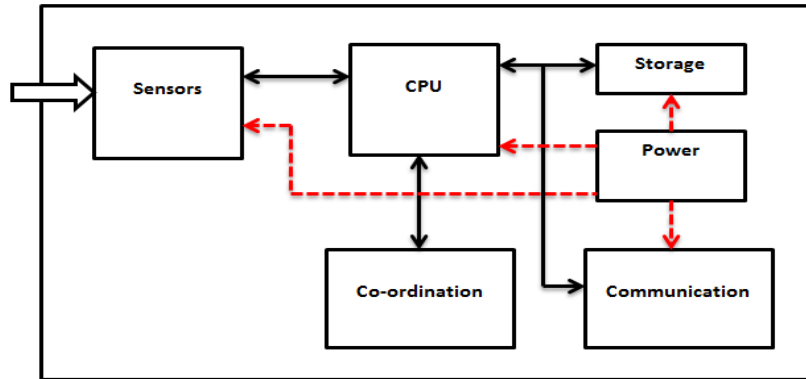 Sensors
CPU
Storage
Power
Co-ordination
Communication